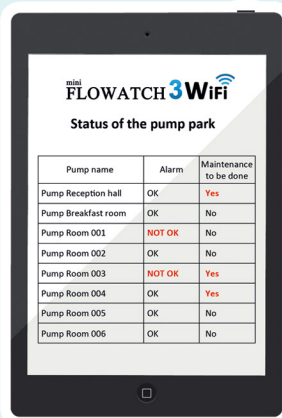 mini
FLOWATCH 3 WiFi
Status of the pump park
Pump name Alarm Maintenance to be done
Pump Reception hall OK Yes
Pump Breakfast room OK No
Pump Room 001 NOT OK No
Pump Room 002 OK No
Pump Room 003 NOT OK Yes
Pump Room 004 OK Yes
Pump Room 005 OK No
Pump Room 006 OK No